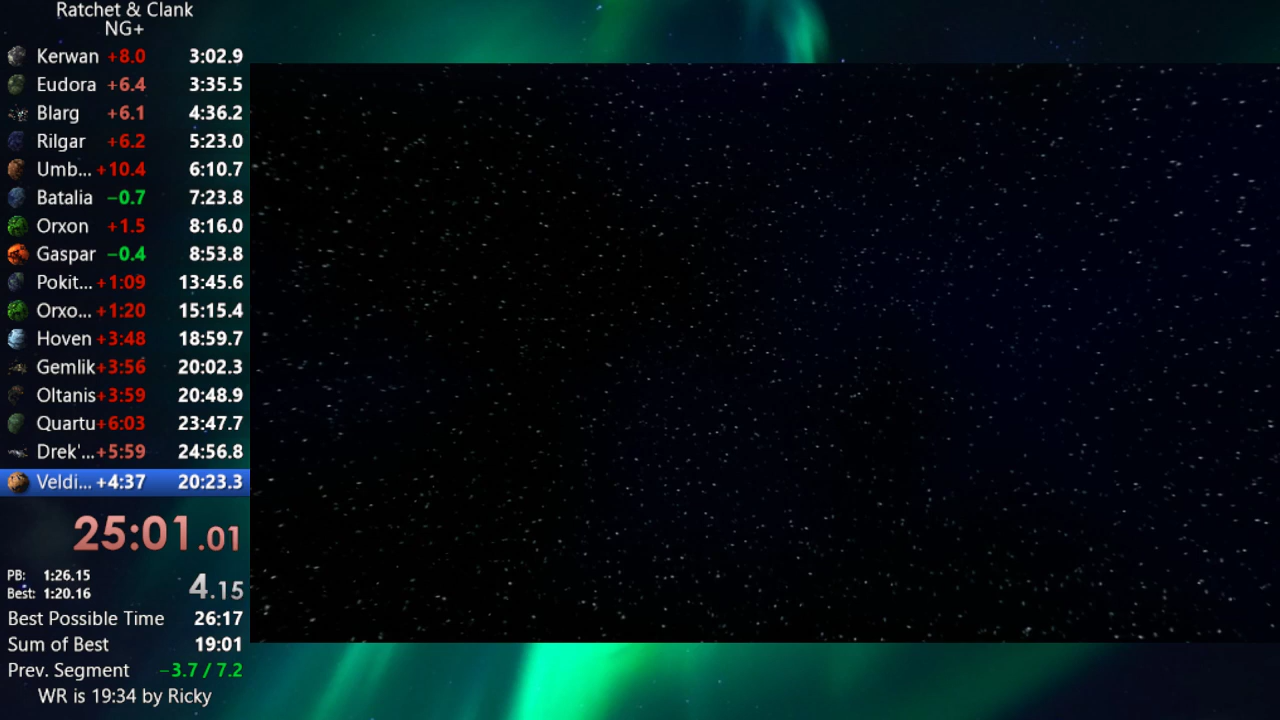 Ratchet & Clank
NG+
Kerwan +8.0 3:02.9
Eudora +6.4 3:35.5
Blarg +6.1 4:36.2
Rilgar +6.2 5:23.0
Umb... +10.4 6:10.7
Batalia −0.7 7:23.8
Orxon +1.5 8:16.0
Gaspar −0.4 8:53.8
Pokit... +1:09 13:45.6
Orxo... +1:20 15:15.4
Hoven +3:48 18:59.7
Gemlik +3:56 20:02.3
Oltanis +3:59 20:48.9
Quartu +6:03 23:47.7
Drek'... +5:59 24:56.8
Veldi... +4:37 20:23.3
25:01.01
PB: 1:26.15
Best: 1:20.16
4.15
Best Possible Time 26:17
Sum of Best 19:01
Prev. Segment −3.7 / 7.2
WR is 19:34 by Ricky